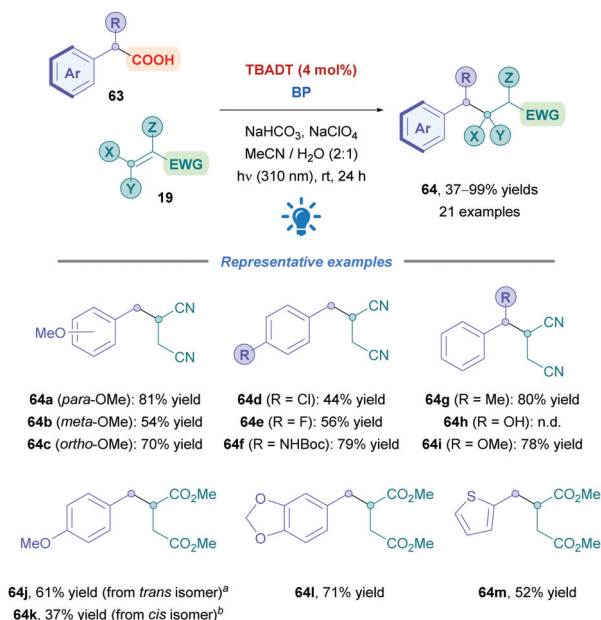 R
COOH
Ar
63
X
Z
Y
EWG
19
TBADT (4 mol%)
BP
NaHCO₃, NaClO₄
MeCN / H₂O (2:1)
hν (310 nm), rt, 24 h
R
Z
Ar
X
Y
EWG
64, 37–99% yields
21 examples
Representative examples
MeO
CN
CN
64a (para-OMe): 81% yield
64b (meta-OMe): 54% yield
64c (ortho-OMe): 70% yield
R
CN
CN
64d (R = Cl): 44% yield
64e (R = F): 56% yield
64f (R = NHBoc): 79% yield
R
CN
CN
64g (R = Me): 80% yield
64h (R = OH): n.d.
64i (R = OMe): 78% yield
MeO
CO₂Me
CO₂Me
64j, 61% yield (from trans isomer)ᵃ
64k, 37% yield (from cis isomer)ᵇ
O
O
CO₂Me
CO₂Me
64l, 71% yield
S
CO₂Me
CO₂Me
64m, 52% yield